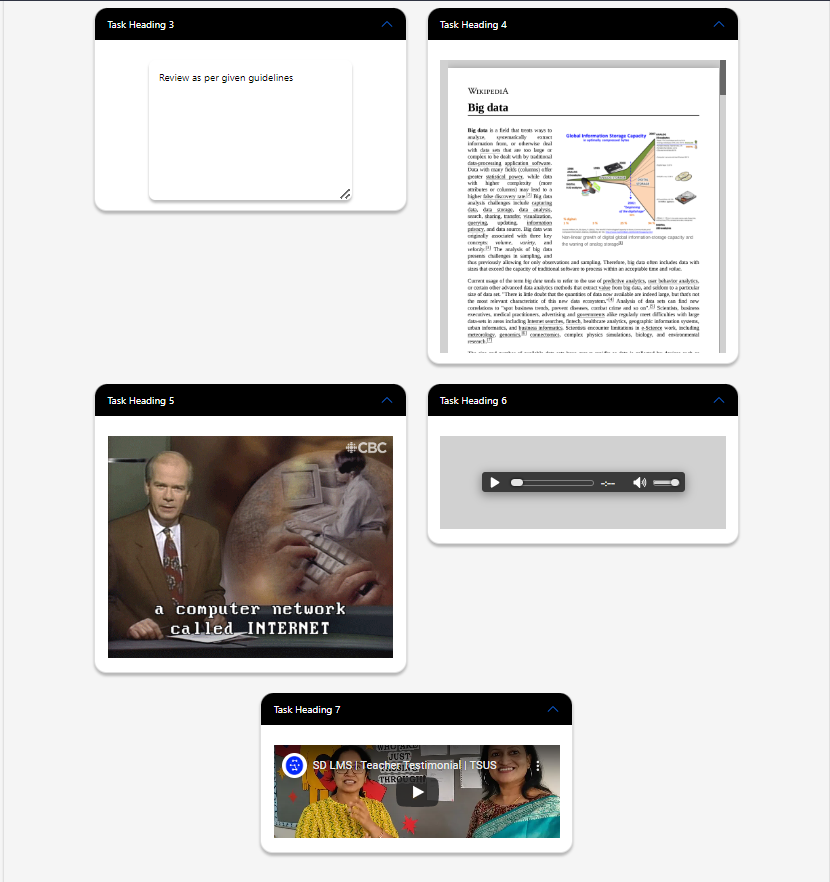 Task Heading 3
Review as per given guidelines
Task Heading 4
WIKIPEDIA
Big data
Big data is a field that treats ways to
analyze, systematically extract
information from, or otherwise deal
with data sets that are too large or
complex to be dealt with by traditional
data-processing application software.
Data with many fields (columns) offer
greater statistical power, while data
with higher complexity (more
attributes or columns) may lead to a
higher false discovery rate.
analysis challenges include capturing
data, data storage, data analysis,
search, sharing, transfer, visualization,
querying, updating, information
privacy, and data source. Big data was
originally associated with three key
concepts: volume, variety, and
velocity. The analysis of big data
presents challenges in sampling, and
thus previously allowing for only observations and sampling. Therefore, big data often includes data with
sizes that exceed the capacity of traditional software to process within an acceptable time and value.
Global Information Storage Capacity
in optimally compressed bytes
Non-linear growth of digital global information-storage capacity and
the waning of analog storage
Current usage of the term big data tends to refer to the use of predictive analytics, user behavior analytics,
or certain other advanced data analytics methods that extract value from big data, and seldom to a particular
size of data set. "There is little doubt that the quantities of data now available are indeed large, but that's not
the most relevant characteristic of this new data ecosystem." Analysis of data sets can find new
correlations to "spot business trends, prevent diseases, combat crime and so on". Scientists, business
executives, medical practitioners, advertising and governments alike regularly meet difficulties with large
data-sets in areas including Internet searches, fintech, healthcare analytics, geographic information systems,
urban informatics, and business informatics. Scientists encounter limitations in e-Science work, including
meteorology, genomics, connectomics, complex physics simulations, biology, and environmental
research.
Task Heading 5
CBC
a computer network
called INTERNET
Task Heading 6
--:--
Task Heading 7
SD LMS | Teacher Testimonial | TSUS
WHO ARE
JUST
PASSING
THROUGH